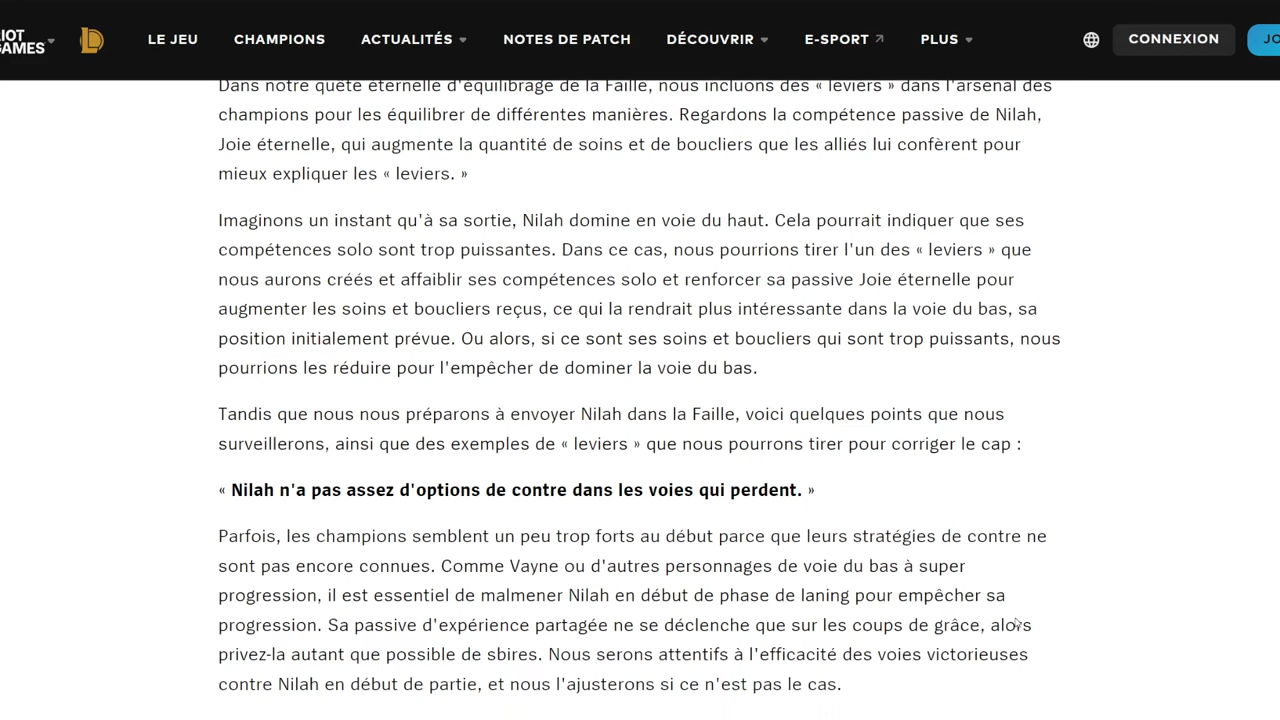 RIOT
GAMES
LE JEU
CHAMPIONS
ACTUALITÉS
NOTES DE PATCH
DÉCOUVRIR
E-SPORT
PLUS
CONNEXION
JO
Dans notre quête éternelle d'équilibrage de la Faille, nous incluons des « leviers » dans l'arsenal des
champions pour les équilibrer de différentes manières. Regardons la compétence passive de Nilah,
Joie éternelle, qui augmente la quantité de soins et de boucliers que les alliés lui confèrent pour
mieux expliquer les « leviers. »
Imaginons un instant qu'à sa sortie, Nilah domine en voie du haut. Cela pourrait indiquer que ses
compétences solo sont trop puissantes. Dans ce cas, nous pourrions tirer l'un des « leviers » que
nous aurons créés et affaiblir ses compétences solo et renforcer sa passive Joie éternelle pour
augmenter les soins et boucliers reçus, ce qui la rendrait plus intéressante dans la voie du bas, sa
position initialement prévue. Ou alors, si ce sont ses soins et boucliers qui sont trop puissants, nous
pourrions les réduire pour l'empêcher de dominer la voie du bas.
Tandis que nous nous préparons à envoyer Nilah dans la Faille, voici quelques points que nous
surveillerons, ainsi que des exemples de « leviers » que nous pourrons tirer pour corriger le cap :
« Nilah n'a pas assez d'options de contre dans les voies qui perdent. »
Parfois, les champions semblent un peu trop forts au début parce que leurs stratégies de contre ne
sont pas encore connues. Comme Vayne ou d'autres personnages de voie du bas à super
progression, il est essentiel de malmener Nilah en début de phase de laning pour empêcher sa
progression. Sa passive d'expérience partagée ne se déclenche que sur les coups de grâce, alors
privez-la autant que possible de sbires. Nous serons attentifs à l'efficacité des voies victorieuses
contre Nilah en début de partie, et nous l'ajusterons si ce n'est pas le cas.